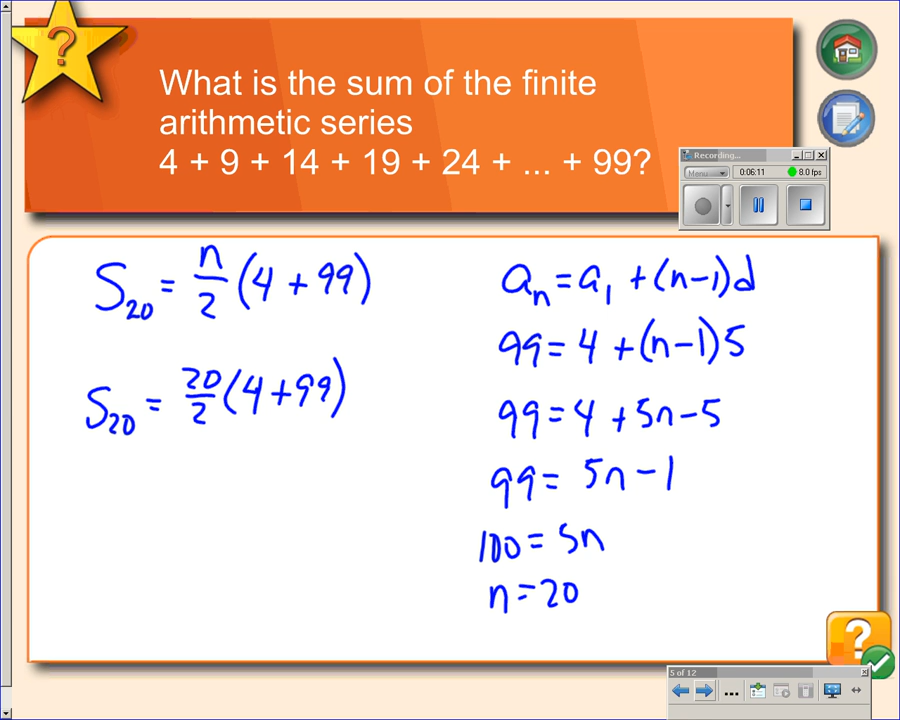 ?
What is the sum of the finite
arithmetic series
4 + 9 + 14 + 19 + 24 + ... + 99?
Recording...
Menu
0:06:11
8.0 fps
S₂₀ = n/2 (4 + 99)
S₂₀ = 20/2 (4 + 99)
aₙ = a₁ + (n-1)d
99 = 4 + (n-1)5
99 = 4 + 5n - 5
99 = 5n - 1
100 = 5n
n = 20
?
5 of 12
...